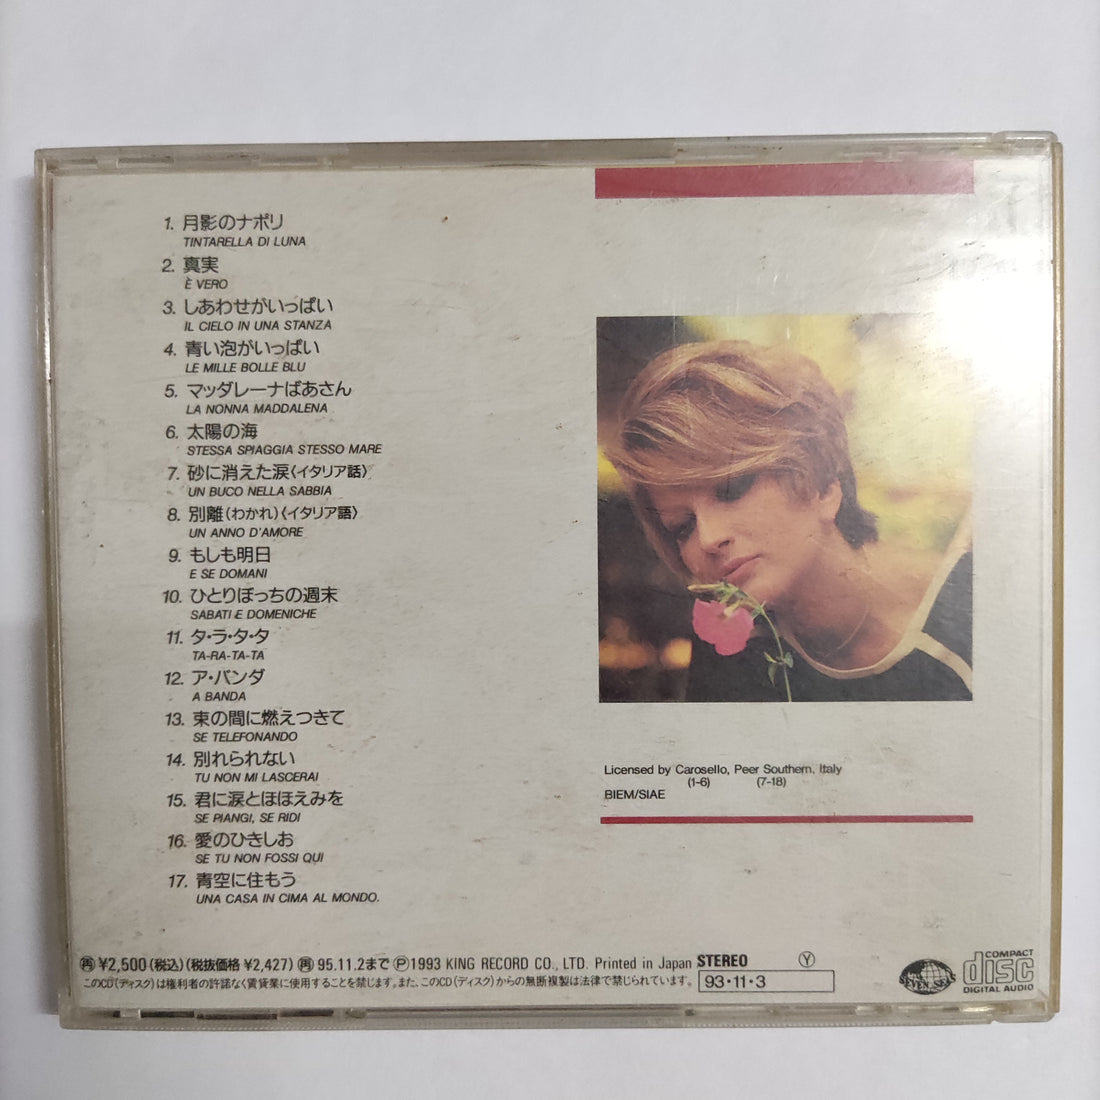 1. 月影のナポリ
TINTARELLA DI LUNA
2. 真実
È VERO
3. しあわせがいっぱい
IL CIELO IN UNA STANZA
4. 青い泡がいっぱい
LE MILLE BOLLE BLU
5. マッダレーナばあさん
LA NONNA MADDALENA
6. 太陽の海
STESSA SPIAGGIA STESSO MARE
7. 砂に消えた涙〈イタリア語〉
UN BUCO NELLA SABBIA
8. 別離(わかれ)〈イタリア語〉
UN ANNO D'AMORE
9. もしも明日
E SE DOMANI
10. ひとりぼっちの週末
SABATI E DOMENICHE
11. タ・ラ・タ・タ
TA-RA-TA-TA
12. ア・バンダ
A BANDA
13. 束の間に燃えつきて
SE TELEFONANDO
14. 別れられない
TU NON MI LASCERAI
15. 君に涙とほほえみを
SE PIANGI, SE RIDI
16. 愛のひきしお
SE TU NON FOSSI QUI
17. 青空に住もう
UNA CASA IN CIMA AL MONDO.
Licensed by Carosello, Peer Southern, Italy
(1-6) (7-18)
BIEM/SIAE
㊢¥2,500(税込)(税抜価格 ¥2,427) 再 95.11.2まで Ⓟ1993 KING RECORD CO., LTD. Printed in Japan STEREO Ⓨ
このCD(ディスク)は権利者の許諾なく賃貸業に使用することを禁じます。また、このCD(ディスク)からの無断複製は法律で禁じられています。
93・11・3
SEVEN SEAS
COMPACT
disc
DIGITAL AUDIO